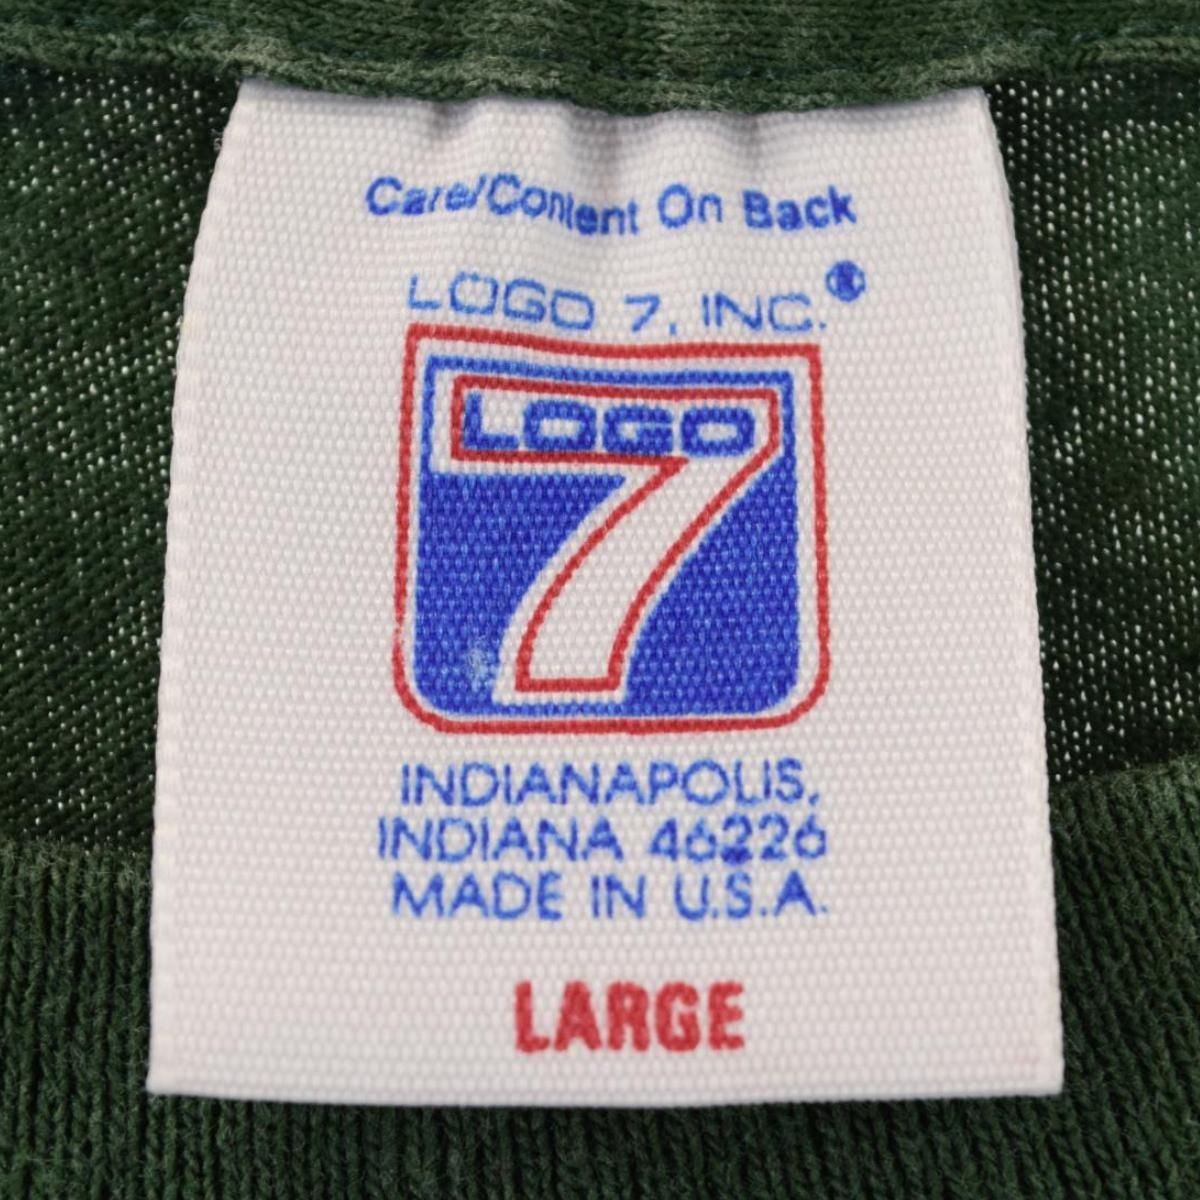 Care/Content On Back
LOGO 7, INC.®
LOGO
7
INDIANAPOLIS,
INDIANA 46226
MADE IN U.S.A.
LARGE